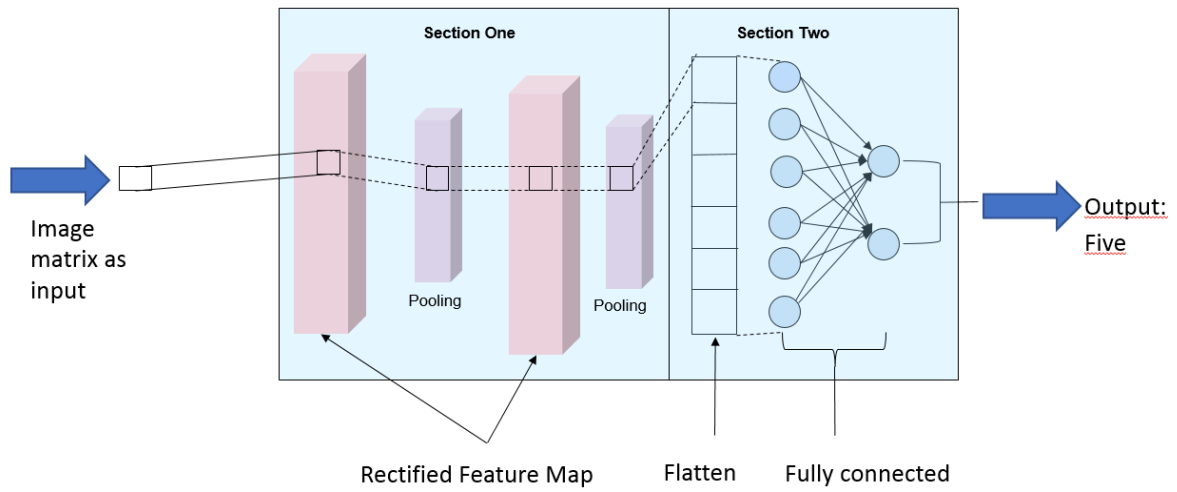 Section One
Section Two
Image
matrix as
input
Pooling
Pooling
Output:
Five
Rectified Feature Map
Flatten
Fully connected